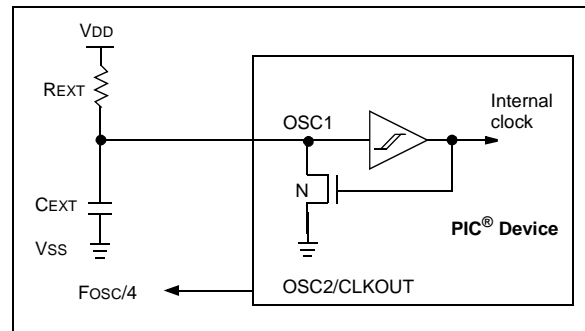 VDD
REXT
OSC1
Internal
clock
N
CEXT
PIC® Device
VSS
FOSC/4
OSC2/CLKOUT